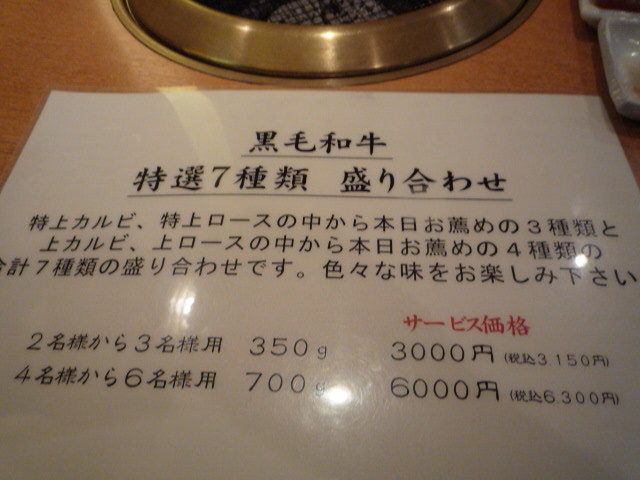 黒毛和牛
特選7種類 盛り合わせ
特上カルビ、特上ロースの中から本日お薦めの3種類と
上カルビ、上ロースの中から本日お薦めの4種類の
合計7種類の盛り合わせです。色々な味をお楽しみ下さい
サービス価格
2名様から3名様用 350g 3000円 (税込3,150円)
4名様から6名様用 700g 6000円 (税込6300円)